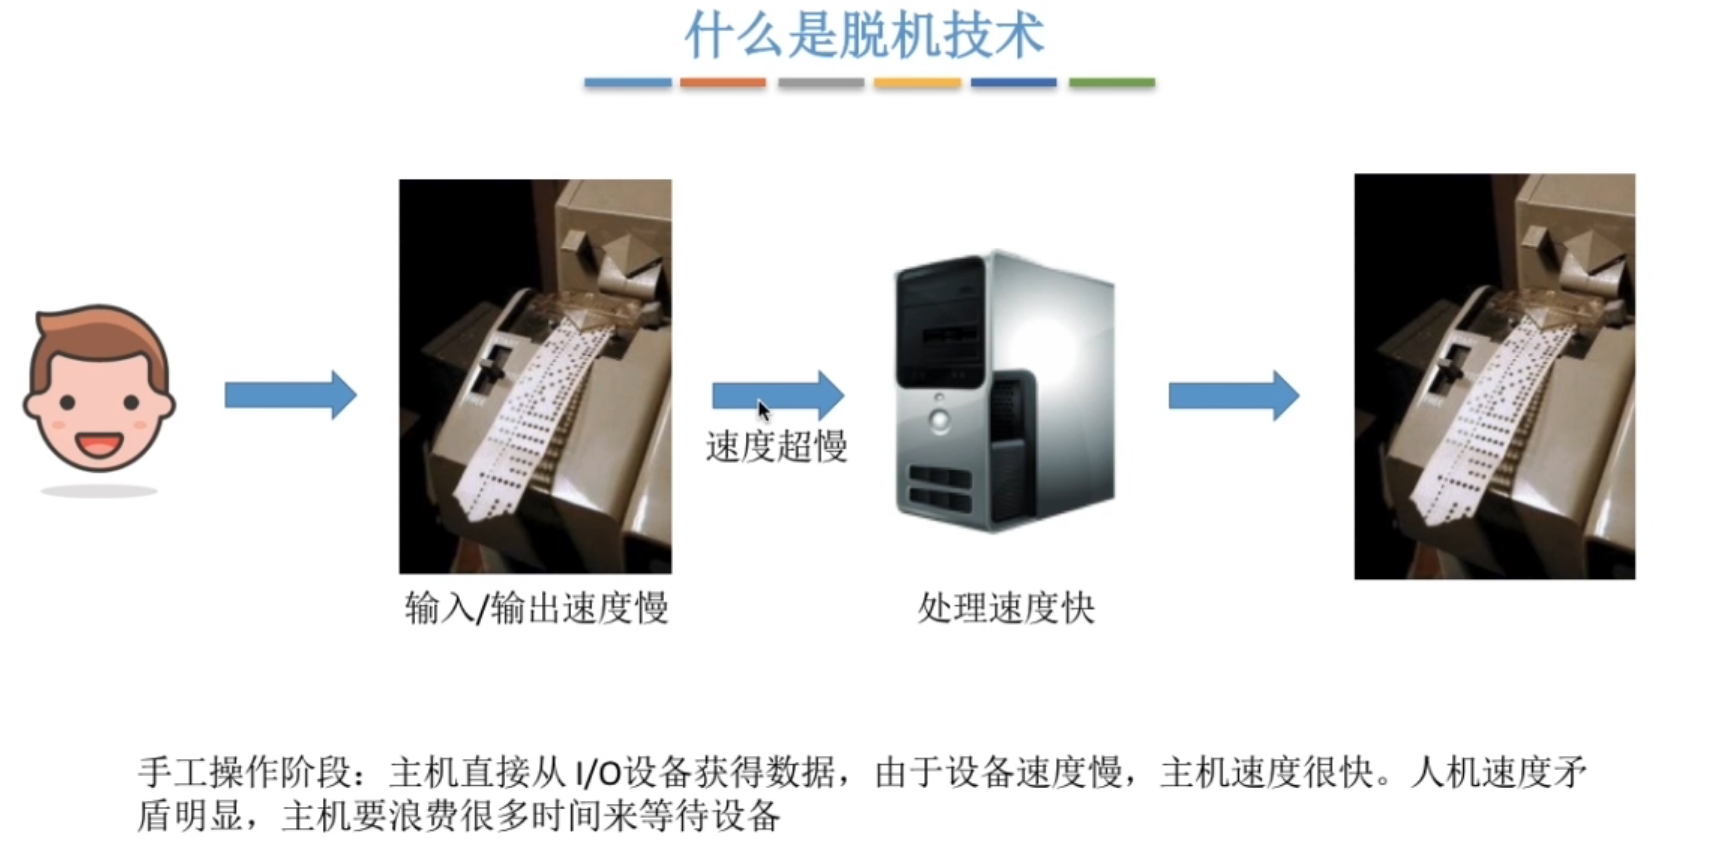 什么是脱机技术
速度超慢
输入/输出速度慢
处理速度快
手工操作阶段：主机直接从 I/O设备获得数据，由于设备速度慢，主机速度很快。人机速度矛
盾明显，主机要浪费很多时间来等待设备